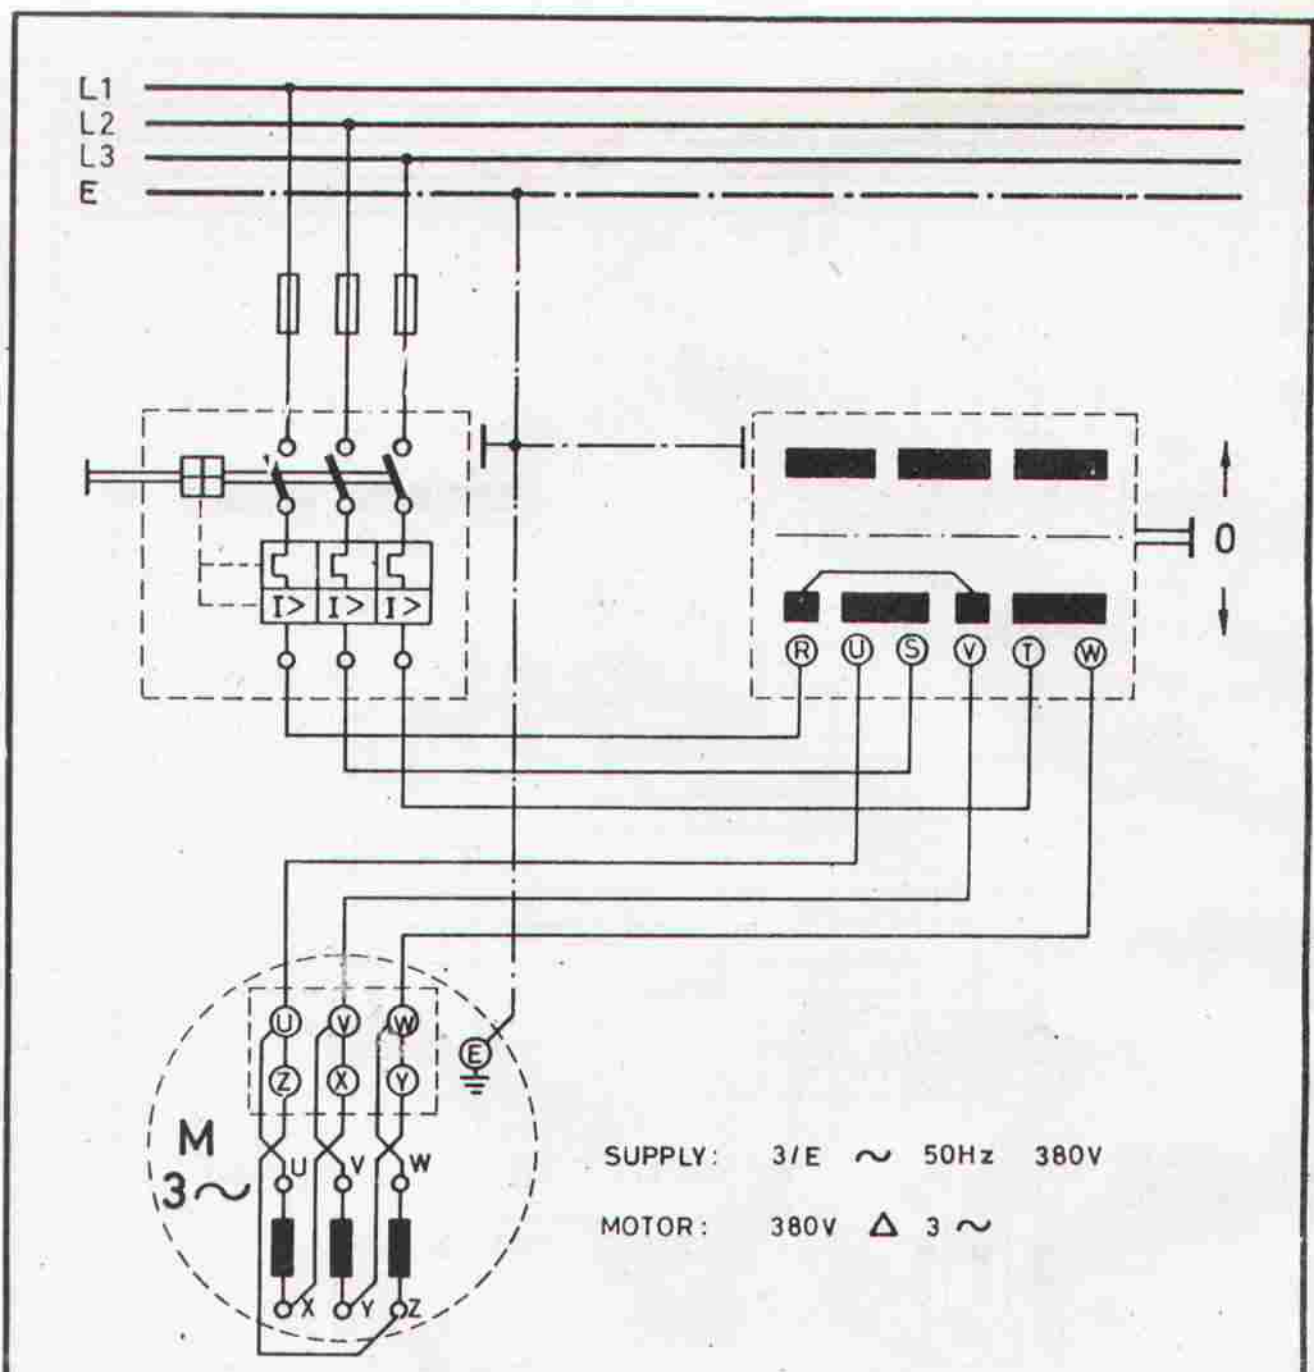 L1
L2
L3
E
0
I> I> I>
R U S V T W
U V W
E
Z X Y
M
3~
U V W
SUPPLY: 3/E ~ 50Hz 380V
MOTOR: 380V Δ 3 ~
X Y Z